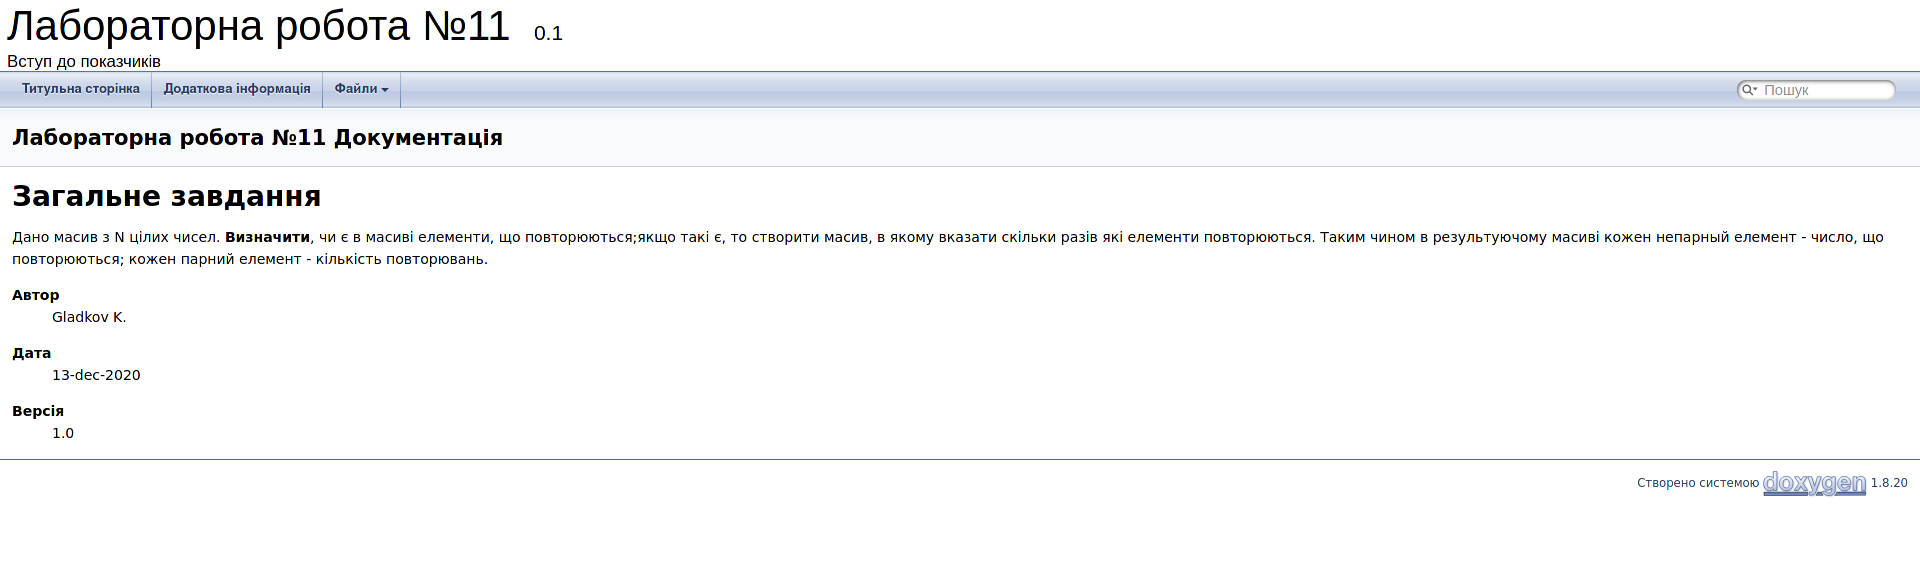 Лабораторна робота №11 0.1
Вступ до показчиків
Титульна сторінка Додаткова інформація Файли Пошук
Лабораторна робота №11 Документація
Загальне завдання
Дано масив з N цілих чисел. Визначити, чи є в масиві елементи, що повторюються;якщо такі є, то створити масив, в якому вказати скільки разів які елементи повторюються. Таким чином в результуючому масиві кожен непарный елемент - число, що
повторюються; кожен парний елемент - кількість повторювань.
Автор
Gladkov K.
Дата
13-dec-2020
Версія
1.0
Створено системою doxygen 1.8.20